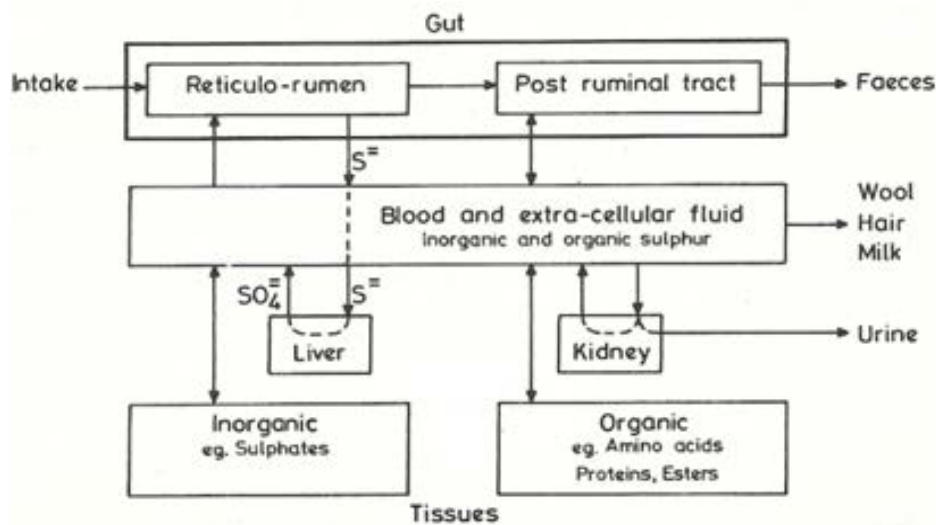 Gut
Intake
Reticulo-rumen
Post ruminal tract
Faeces
S=
Blood and extra-cellular fluid
Inorganic and organic sulphur
Wool
Hair
Milk
SO4=
S=
Liver
Kidney
Urine
Inorganic
eg. Sulphates
Organic
eg. Amino acids
Proteins, Esters
Tissues